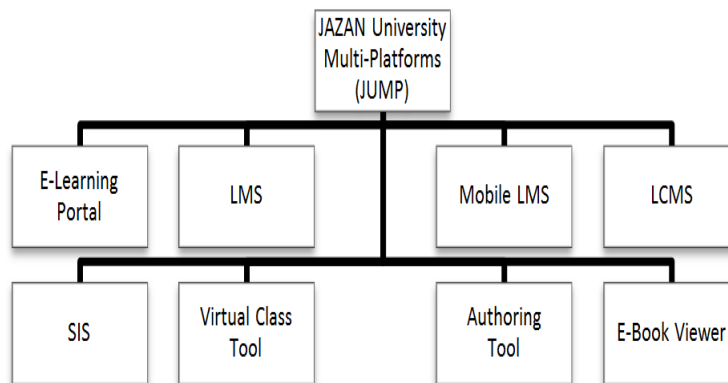 JAZAN University
Multi-Platforms
(JUMP)
E-Learning
Portal
LMS
Mobile LMS
LCMS
SIS
Virtual Class
Tool
Authoring
Tool
E-Book Viewer